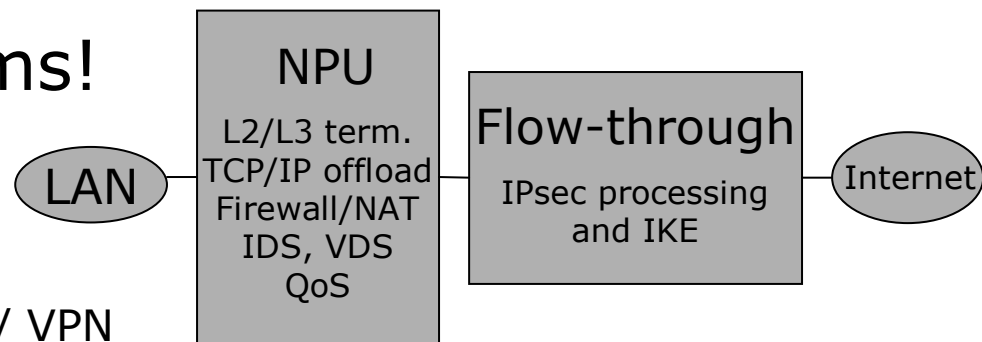 ms!
NPU
L2/L3 term.
TCP/IP offload
Firewall/NAT
IDS, VDS
QoS
Flow-through
IPsec processing
and IKE
LAN
Internet
/ VPN